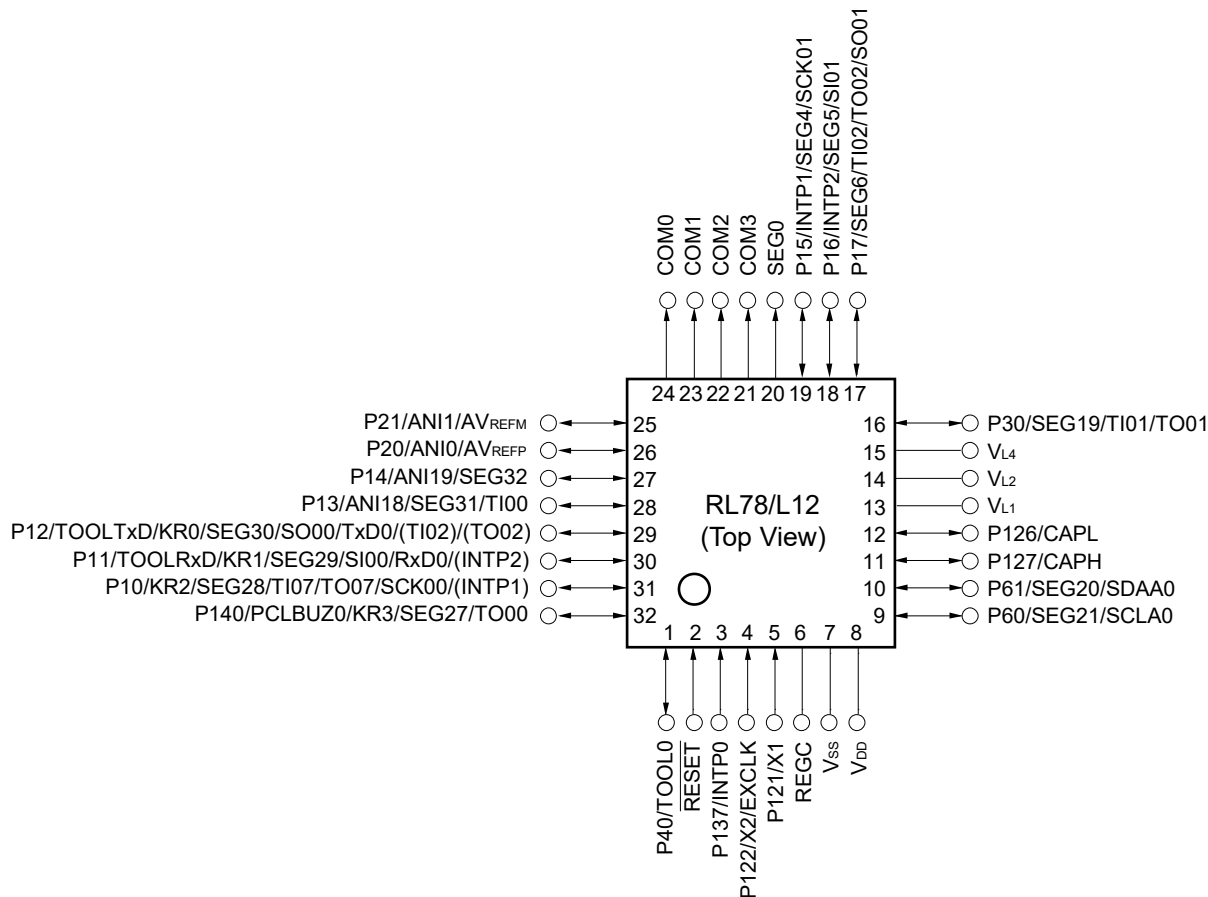 COM0
COM1
COM2
COM3
SEG0
P15/INTP1/SEG4/SCK01
P16/INTP2/SEG5/SI01
P17/SEG6/TI02/TO02/SO01
24 23 22 21 20 19 18 17
P21/ANI1/AVREFM 25
P20/ANI0/AVREFP 26
P14/ANI19/SEG32 27
P13/ANI18/SEG31/TI00 28
P12/TOOLTxD/KR0/SEG30/SO00/TxD0/(TI02)/(TO02) 29
P11/TOOLRxD/KR1/SEG29/SI00/RxD0/(INTP2) 30
P10/KR2/SEG28/TI07/TO07/SCK00/(INTP1) 31
P140/PCLBUZ0/KR3/SEG27/TO00 32
RL78/L12
(Top View)
16 P30/SEG19/TI01/TO01
15 VL4
14 VL2
13 VL1
12 P126/CAPL
11 P127/CAPH
10 P61/SEG20/SDAA0
9 P60/SEG21/SCLA0
1 2 3 4 5 6 7 8
P40/TOOL0
RESET
P137/INTP0
P122/X2/EXCLK
P121/X1
REGC
VSS
VDD